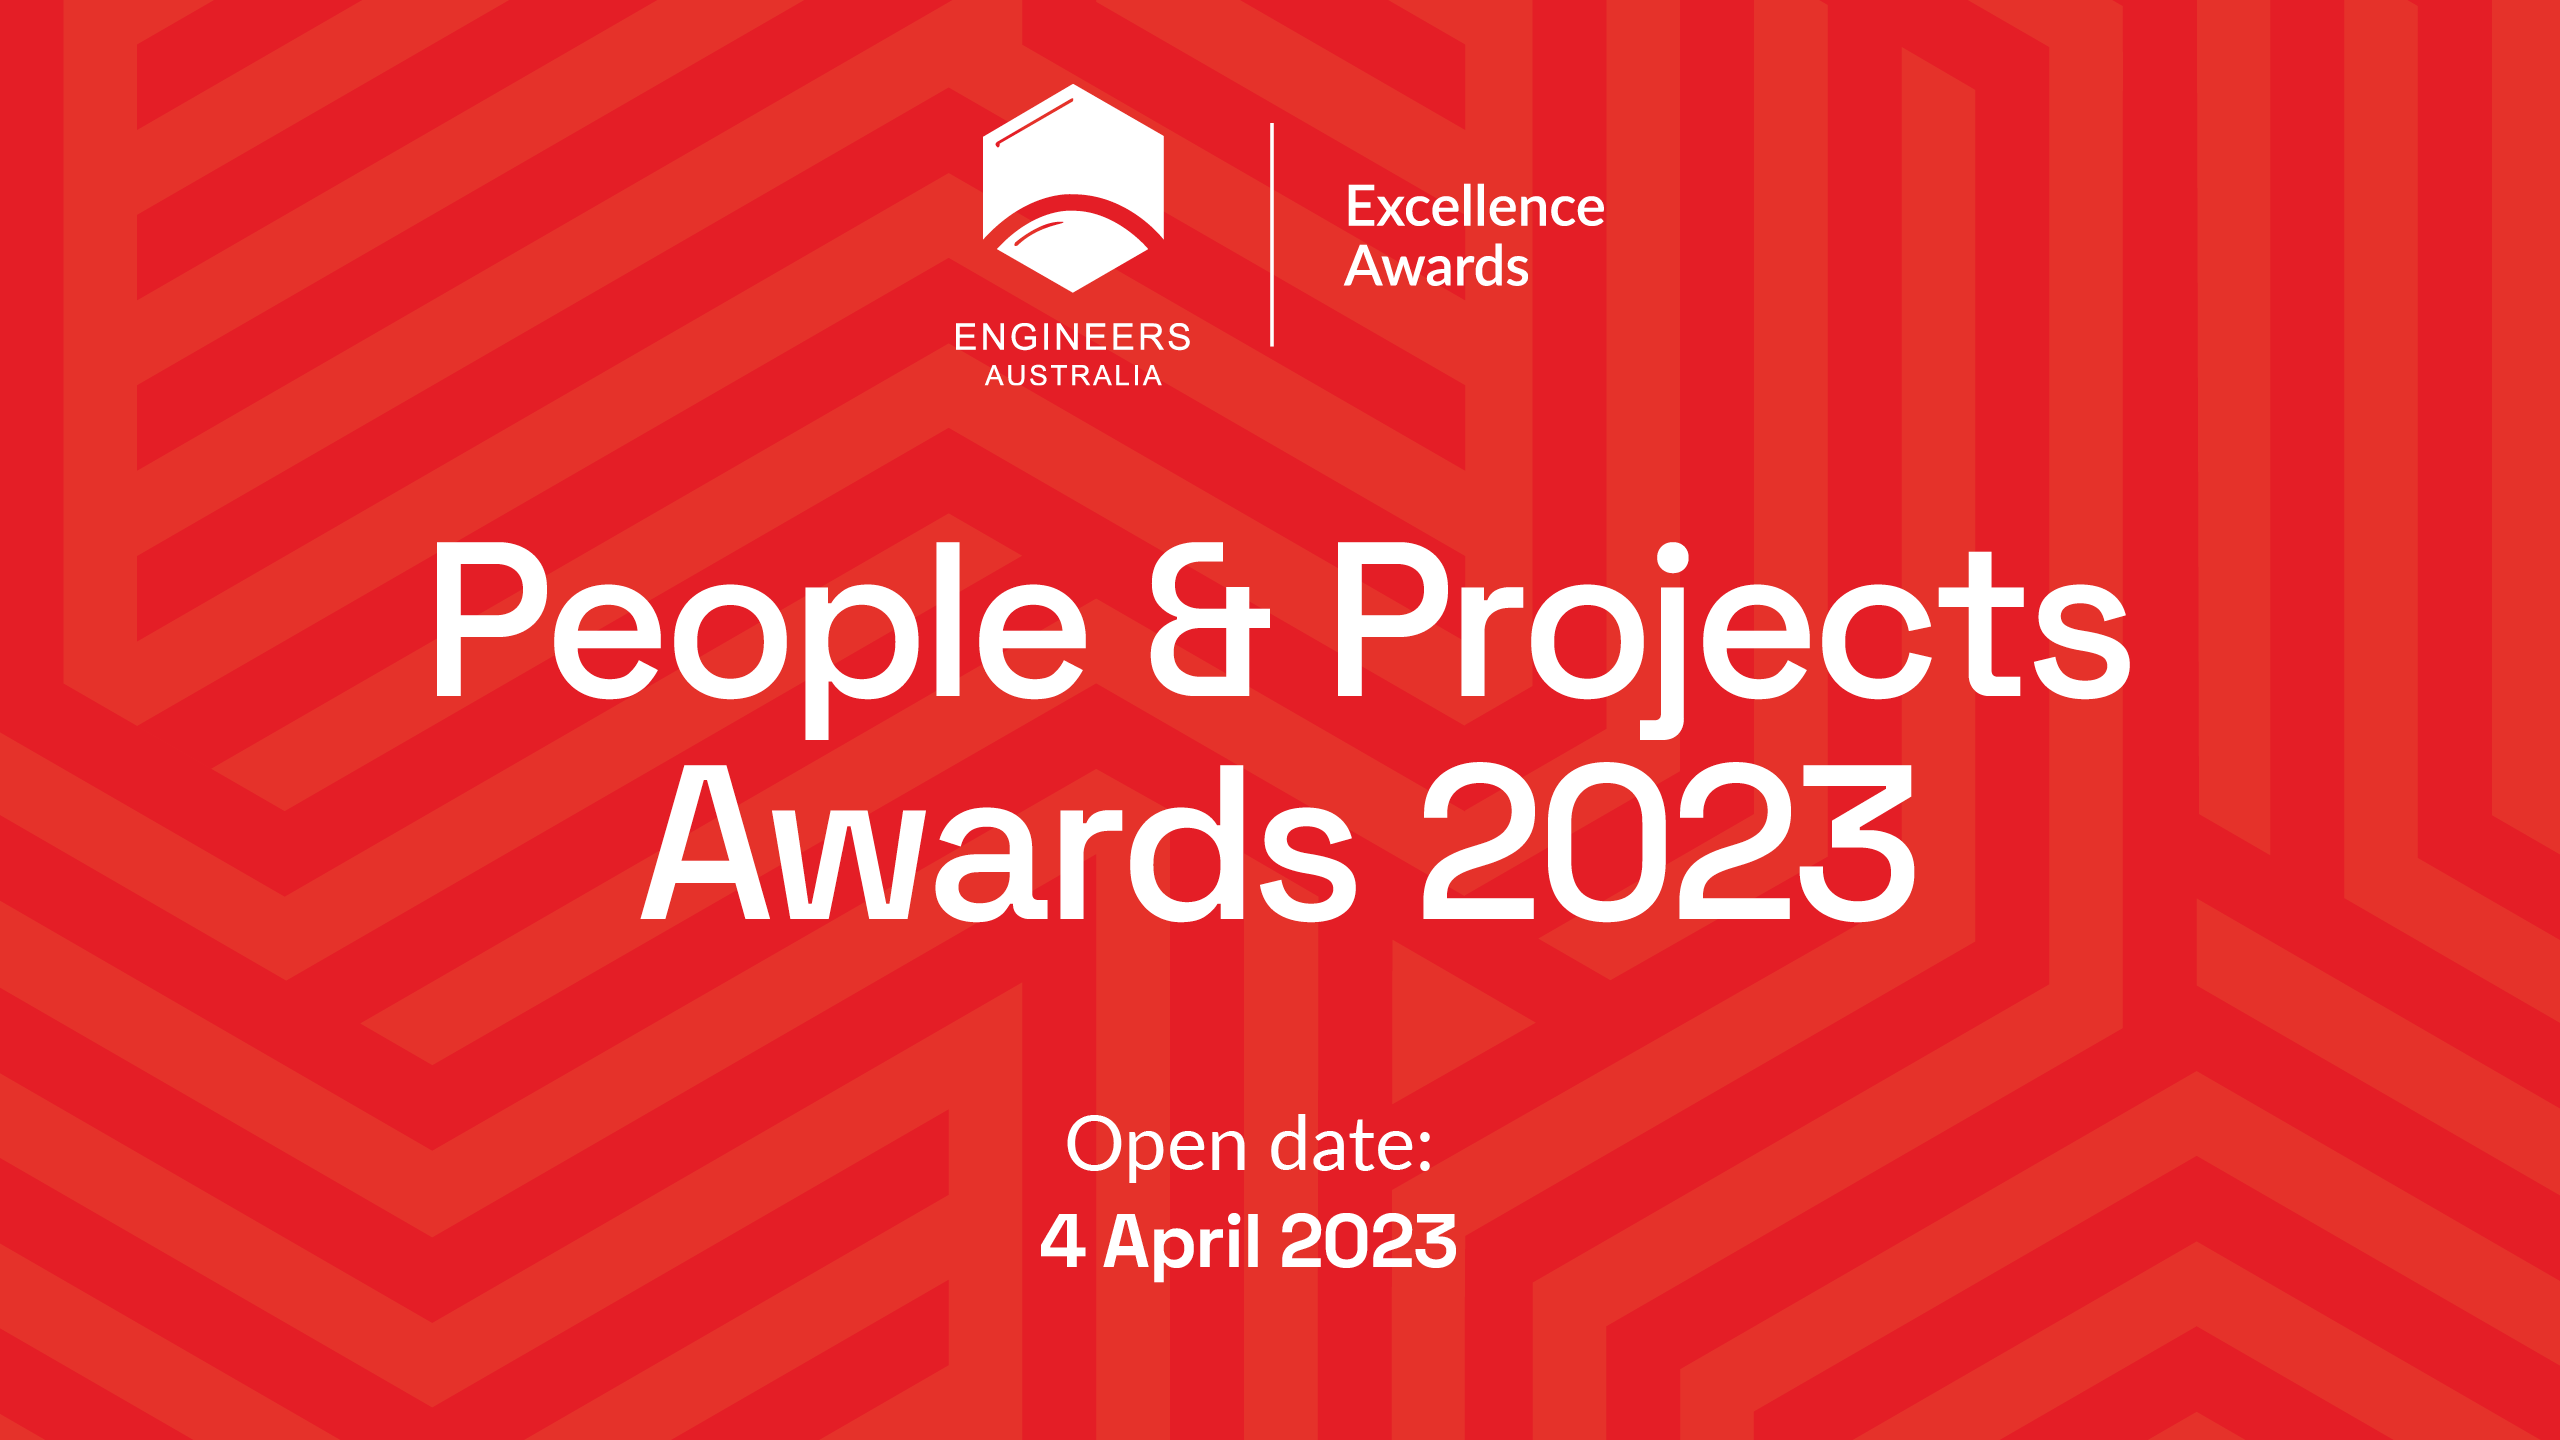 ENGINEERS
AUSTRALIA
Excellence
Awards
People & Projects
Awards 2023
Open date:
4 April 2023